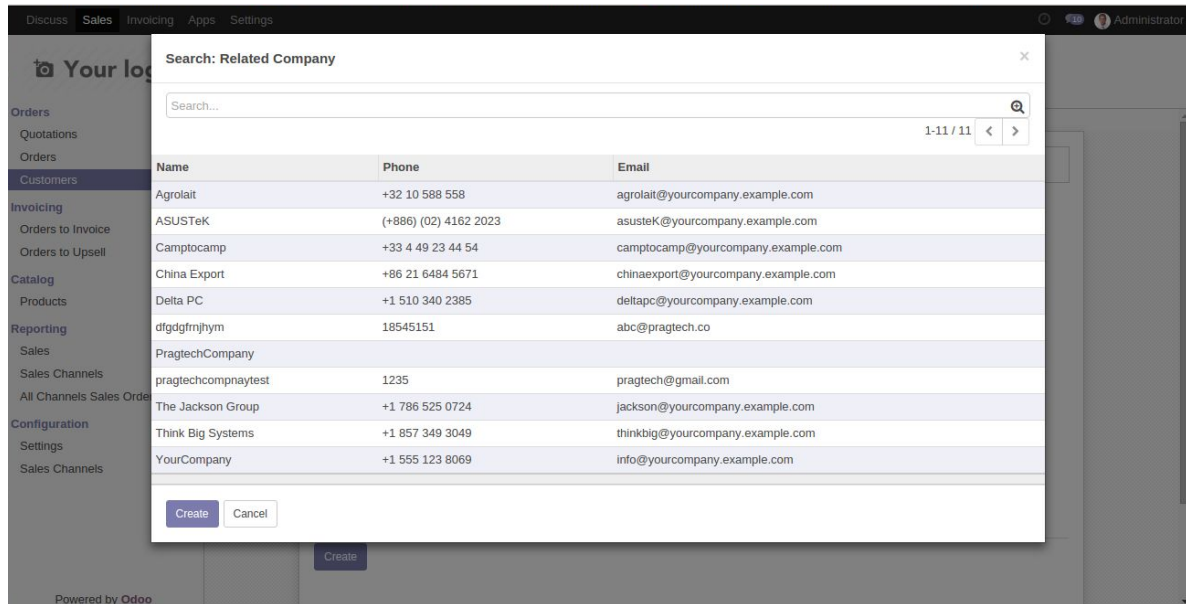 Discuss Sales Invoicing Apps Settings 10 Administrator
Your log
Search: Related Company ×
Search...
1-11 / 11
Orders
Quotations
Orders
Customers
Invoicing
Orders to Invoice
Orders to Upsell
Catalog
Products
Reporting
Sales
Sales Channels
All Channels Sales Orde
Configuration
Settings
Sales Channels
Name Phone Email
Agrolait +32 10 588 558 agrolait@yourcompany.example.com
ASUSTeK (+886) (02) 4162 2023 asusteK@yourcompany.example.com
Camptocamp +33 4 49 23 44 54 camptocamp@yourcompany.example.com
China Export +86 21 6484 5671 chinaexport@yourcompany.example.com
Delta PC +1 510 340 2385 deltapc@yourcompany.example.com
dfgdgfrnjhym 18545151 abc@pragtech.co
PragtechCompany
pragtechcompnaytest 1235 pragtech@gmail.com
The Jackson Group +1 786 525 0724 jackson@yourcompany.example.com
Think Big Systems +1 857 349 3049 thinkbig@yourcompany.example.com
YourCompany +1 555 123 8069 info@yourcompany.example.com
Create Cancel
Create
Powered by Odoo